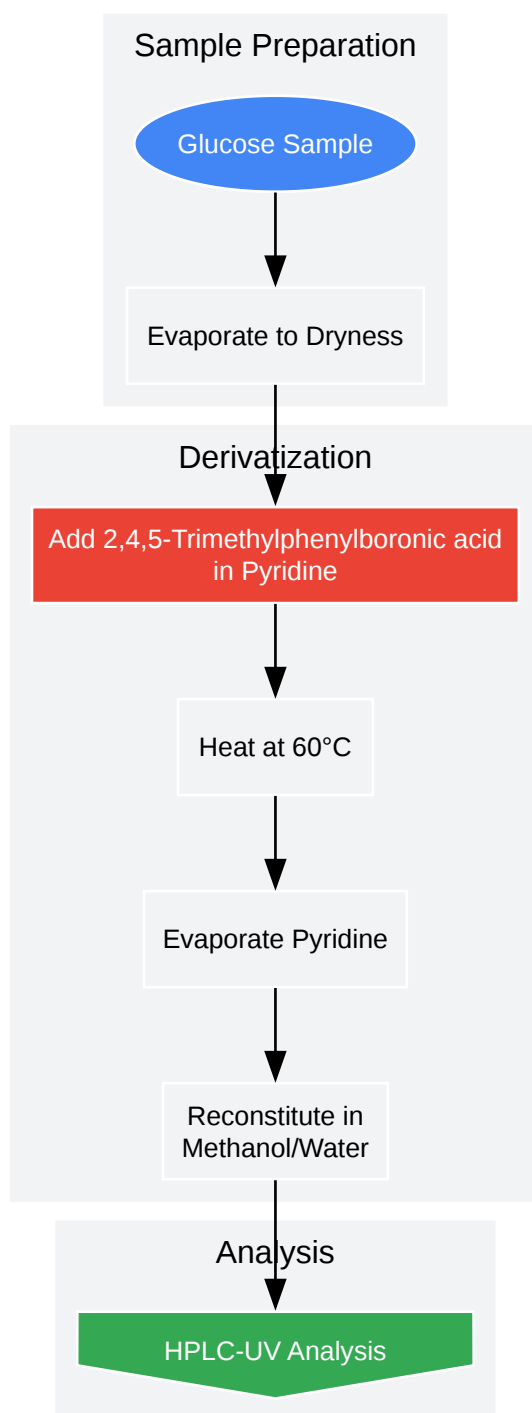 Sample Preparation
Glucose Sample
Evaporate to Dryness
Derivatization
Add 2,4,5-Trimethylphenylboronic acid
in Pyridine
Heat at 60°C
Evaporate Pyridine
Reconstitute in
Methanol/Water
Analysis
HPLC-UV Analysis